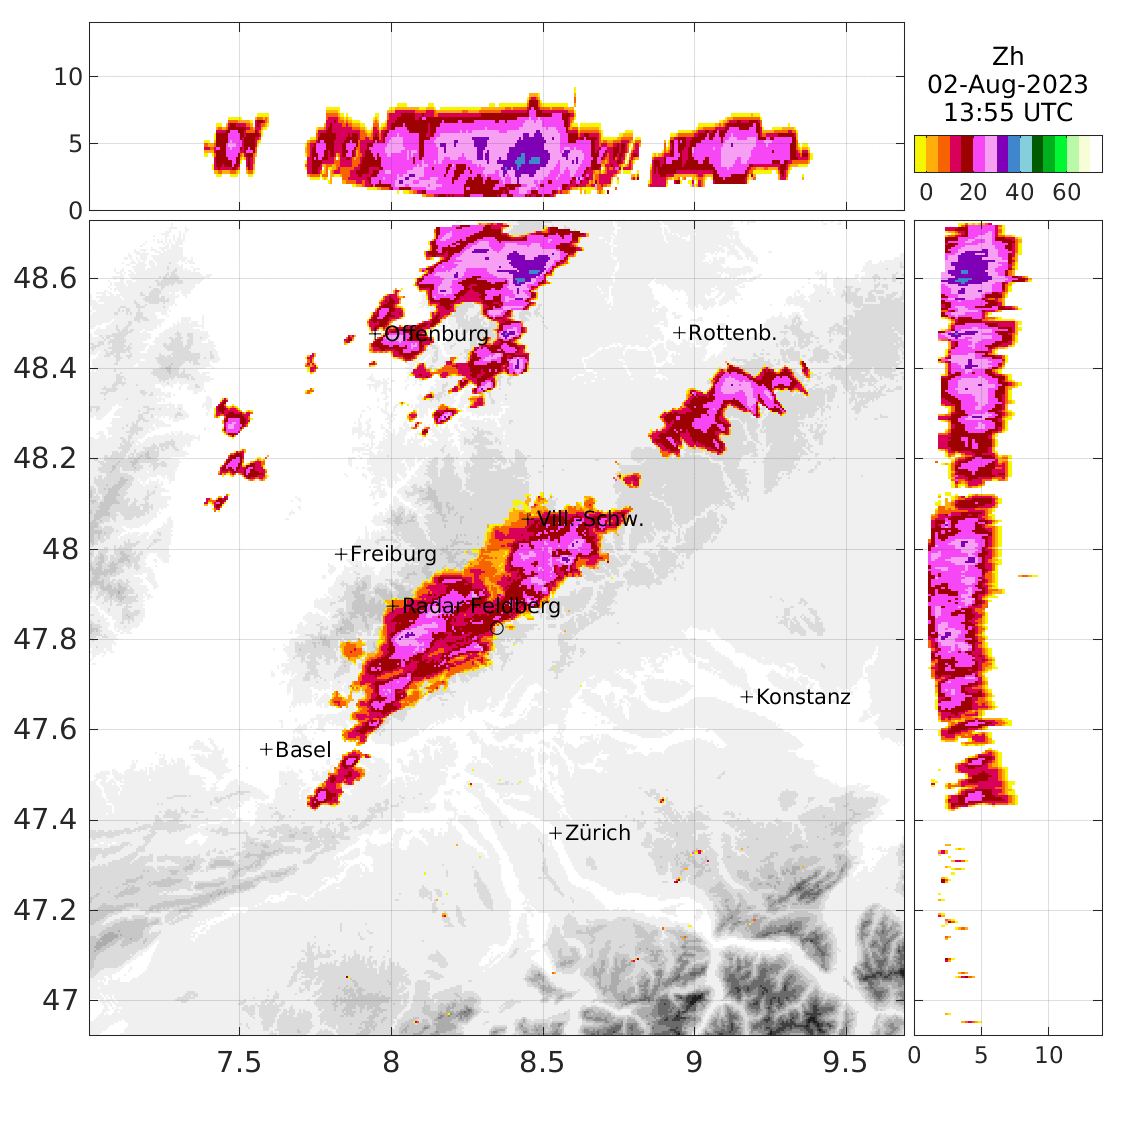 Zh
02-Aug-2023
13:55 UTC
0 20 40 60
10
5
0
48.6
48.4
48.2
48
47.8
47.6
47.4
47.2
47
+Offenburg
+Rottenb.
+Vill.-Schw.
+Freiburg
+Radar Feldberg
+Konstanz
+Basel
+Zürich
7.5 8 8.5 9 9.5
0 5 10